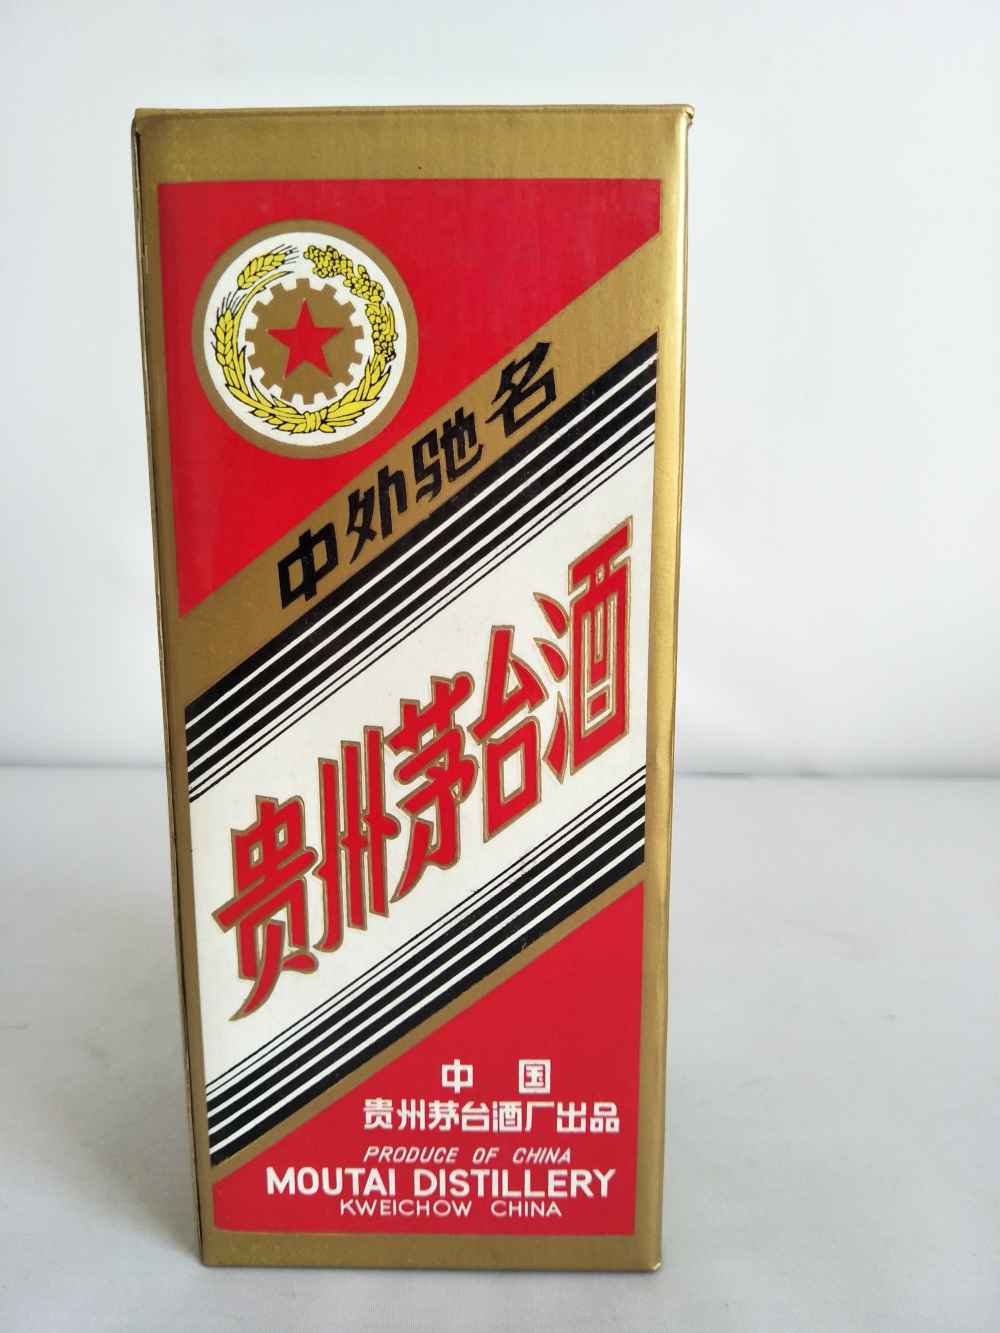 中外驰名
贵州茅台酒
中国
贵州茅台酒厂出品
PRODUCE OF CHINA
MOUTAI DISTILLERY
KWEICHOW CHINA